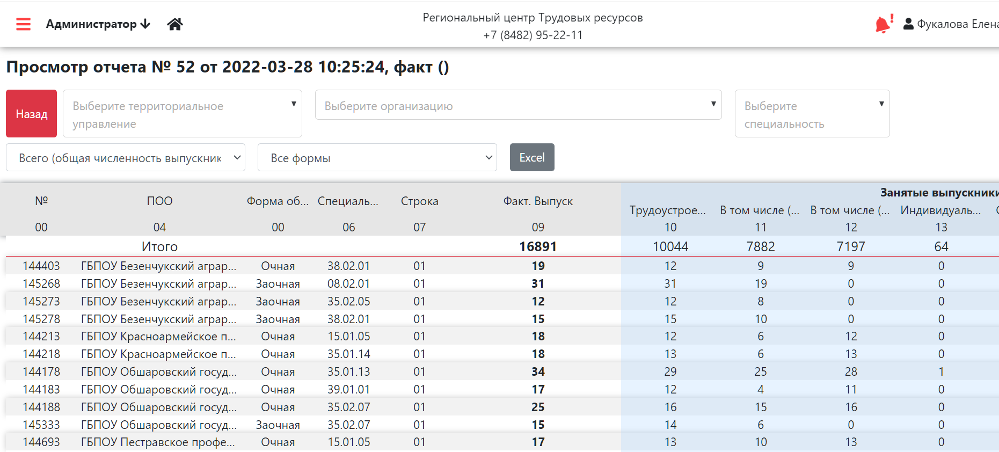 Администратор
Региональный центр Трудовых ресурсов
+7 (8482) 95-22-11
Фукалова Елена
Просмотр отчета № 52 от 2022-03-28 10:25:24, факт ()
Назад
Выберите территориальное
управление
Выберите организацию
Выберите
специальность
Всего (общая численность выпускник
Все формы
Excel
Занятые выпускники
№ ПОО Форма об... Специаль... Строка Факт. Выпуск Трудоустрое... В том числе (... В том числе (... Индивидуаль...
00 04 00 06 07 09 10 11 12 13
Итого 16891 10044 7882 7197 64
144403 ГБПОУ Безенчукский аграр... Очная 38.02.01 01 19 12 9 9 0
145268 ГБПОУ Безенчукский аграр... Заочная 08.02.01 01 31 31 19 0 0
145273 ГБПОУ Безенчукский аграр... Заочная 35.02.05 01 12 12 8 0 0
145278 ГБПОУ Безенчукский аграр... Заочная 38.02.01 01 15 15 10 0 0
144213 ГБПОУ Красноармейское п... Очная 15.01.05 01 18 12 6 12 0
144218 ГБПОУ Красноармейское п... Очная 35.01.14 01 18 13 6 13 0
144178 ГБПОУ Обшаровский госуд... Очная 35.01.13 01 34 29 25 28 1
144183 ГБПОУ Обшаровский госуд... Очная 39.01.01 01 17 12 4 11 0
144188 ГБПОУ Обшаровский госуд... Очная 35.02.07 01 25 16 15 16 0
145333 ГБПОУ Обшаровский госуд... Заочная 35.02.07 01 15 14 6 0 0
144693 ГБПОУ Пестравское профе... Очная 15.01.05 01 17 13 10 13 0